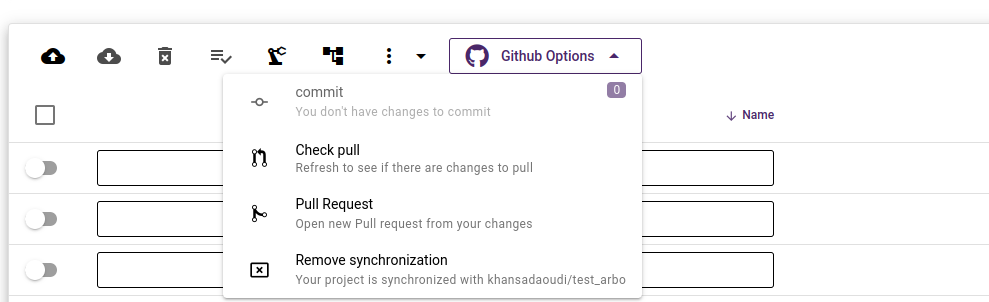 Github Options
commit
0
You don't have changes to commit
Name
Check pull
Refresh to see if there are changes to pull
Pull Request
Open new Pull request from your changes
Remove synchronization
Your project is synchronized with khansadaoudi/test_arbo